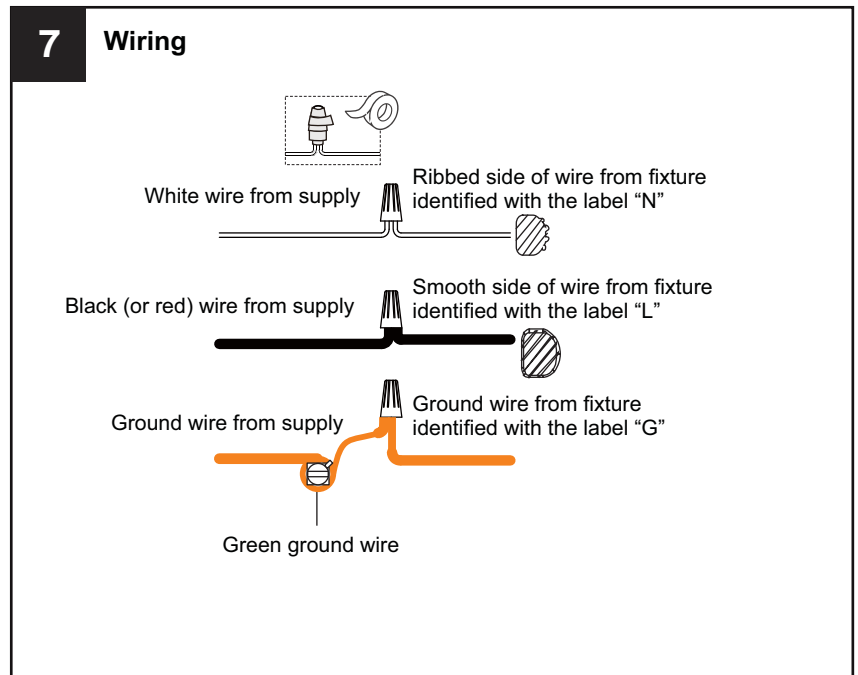 7 Wiring
White wire from supply
Ribbed side of wire from fixture
identified with the label “N”
Black (or red) wire from supply
Smooth side of wire from fixture
identified with the label “L”
Ground wire from supply
Ground wire from fixture
identified with the label “G”
Green ground wire